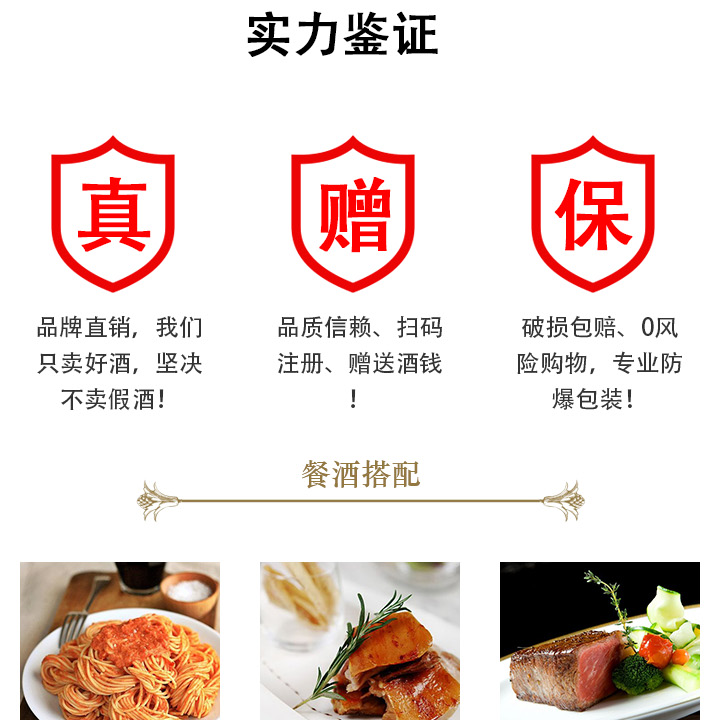 实力鉴证
真
赠
保
品牌直销，我们
只卖好酒，坚决
不卖假酒！
品质信赖、扫码
注册、赠送酒钱
！
破损包赔、0风
险购物，专业防
爆包装！
餐酒搭配